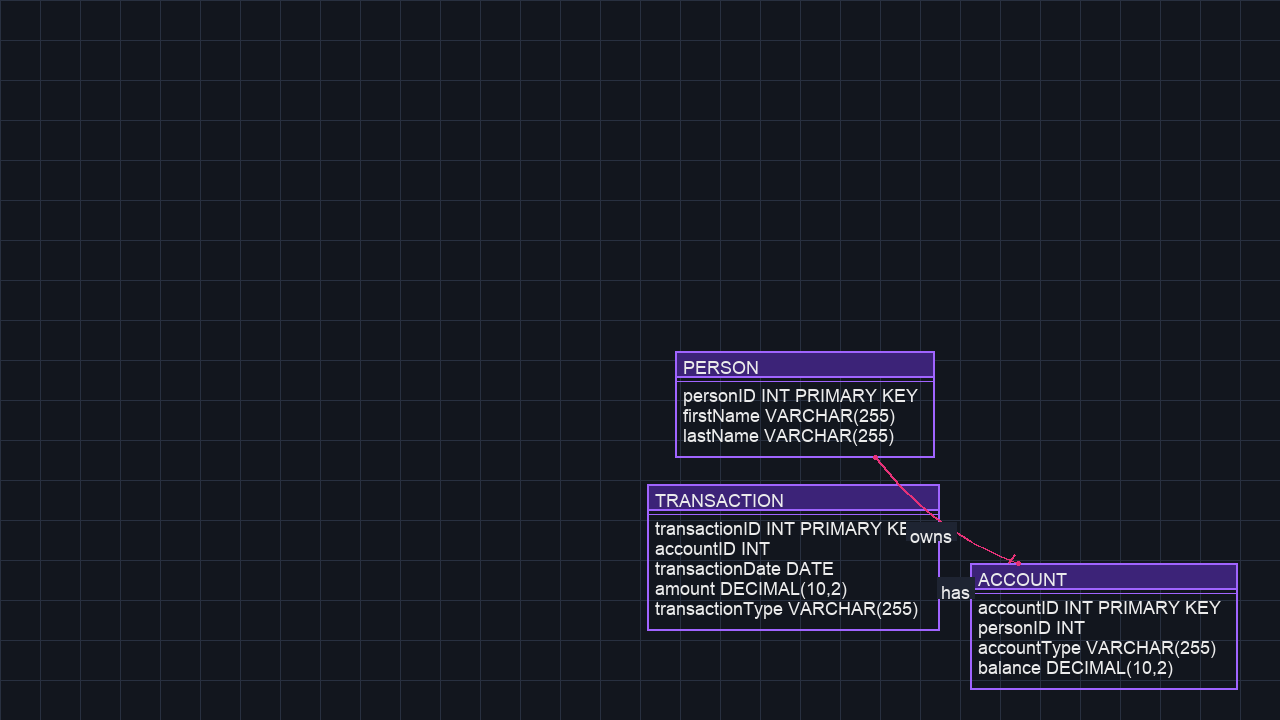 PERSON
personID INT PRIMARY KEY
firstName VARCHAR(255)
lastName VARCHAR(255)
TRANSACTION
transactionID INT PRIMARY KE
accountID INT
transactionDate DATE
amount DECIMAL(10,2)
transactionType VARCHAR(255)
owns
has
ACCOUNT
accountID INT PRIMARY KEY
personID INT
accountType VARCHAR(255)
balance DECIMAL(10,2)